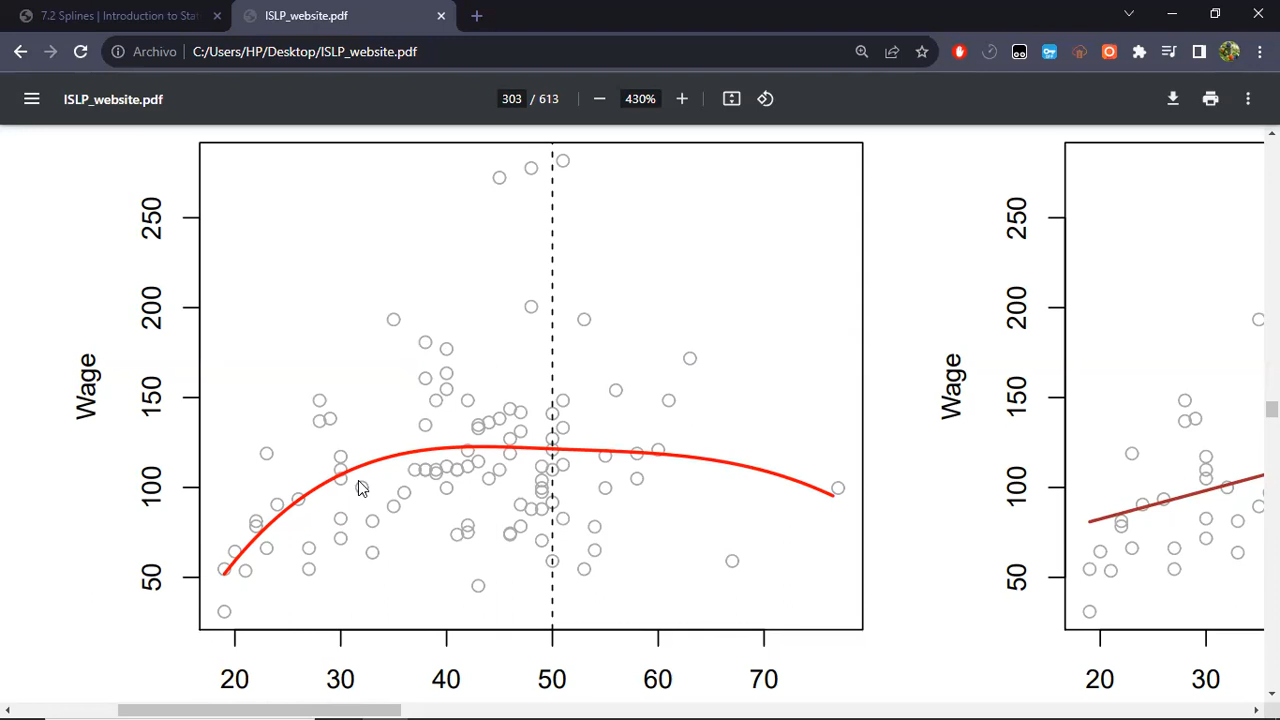 7.2 Splines | Introduction to Sta
ISLP_website.pdf
Archivo
C:/Users/HP/Desktop/ISLP_website.pdf
ISLP_website.pdf
303 / 613
430%
Wage
250
200
150
100
50
20 30 40 50 60 70
Wage
250
200
150
100
50
20 30